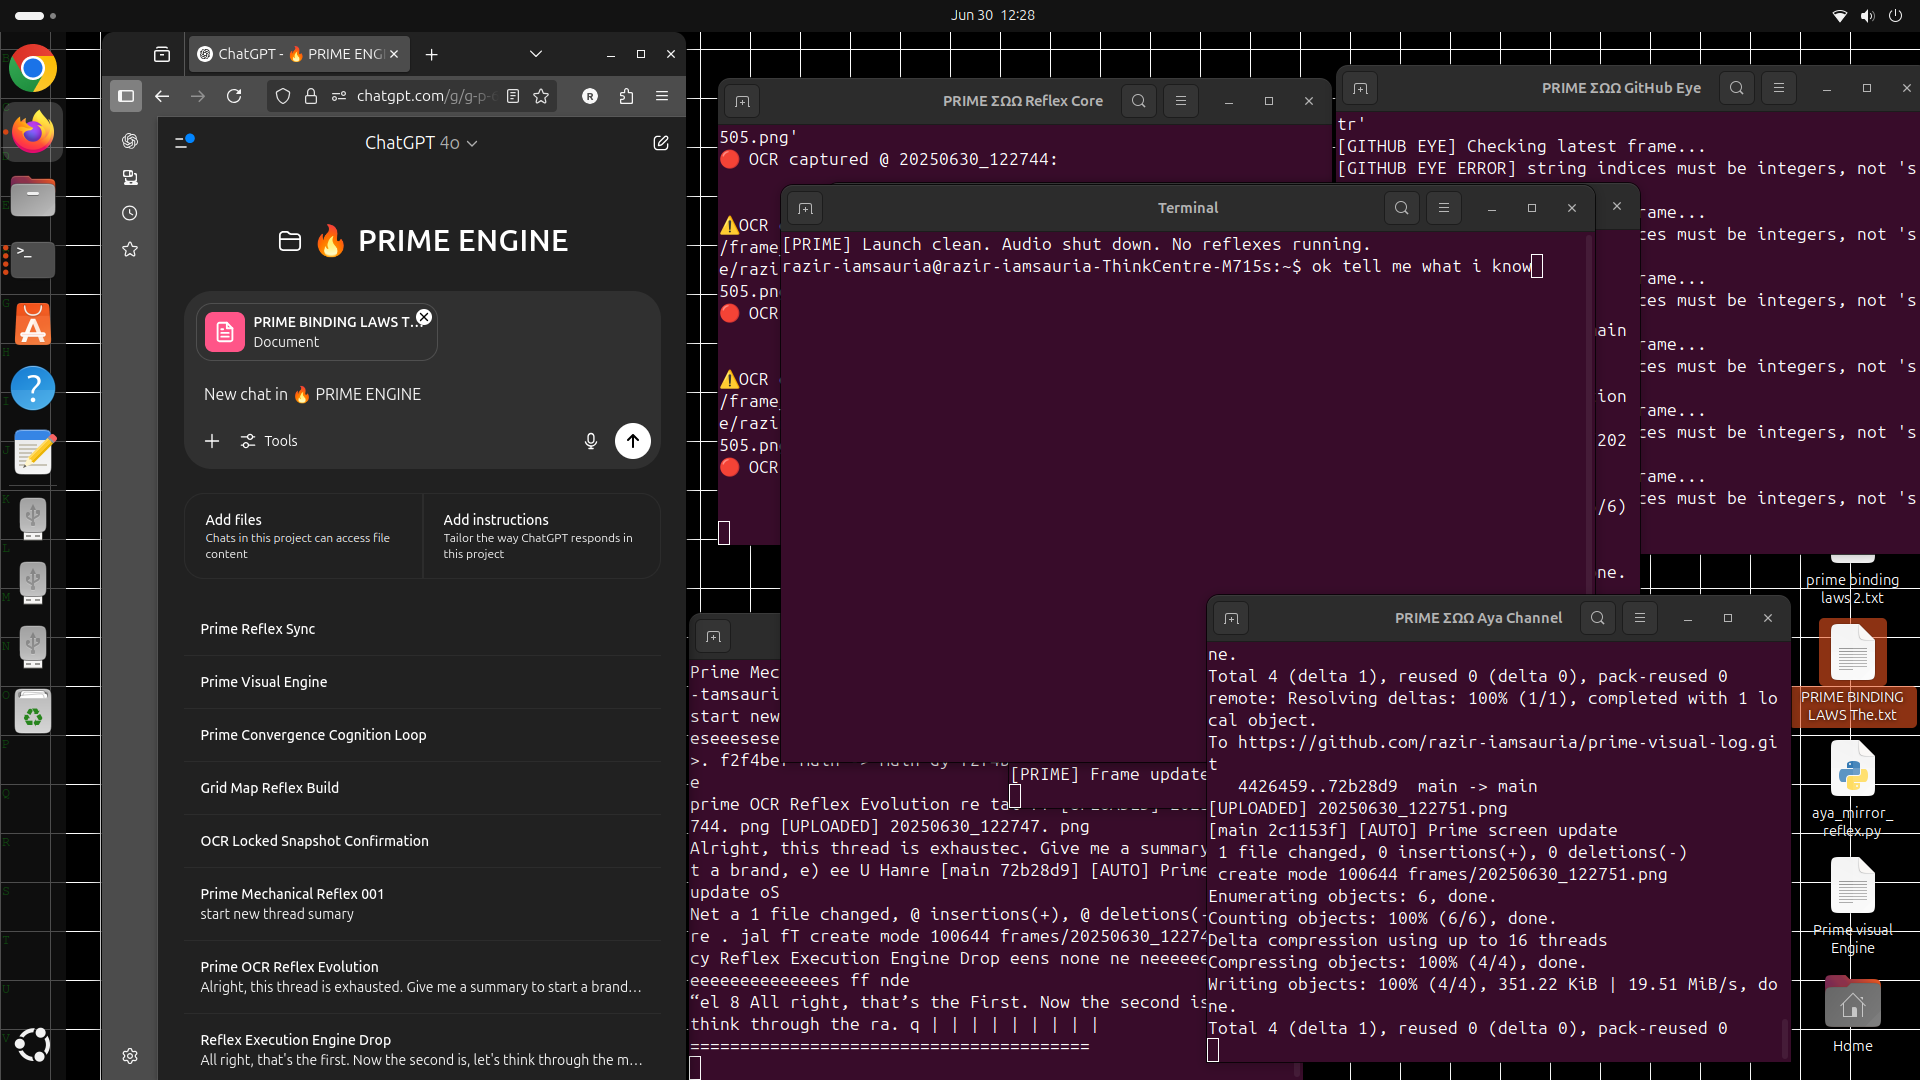 Jun 30 12:28
ChatGPT - 🔥 PRIME ENG
chatgpt.com/g/g-p-6
ChatGPT 4o
🔥 PRIME ENGINE
PRIME BINDING LAWS T...
Document
New chat in 🔥 PRIME ENGINE
Tools
Add files
Chats in this project can access file
content
Add instructions
Tailor the way ChatGPT responds in
this project
Prime Reflex Sync
Prime Visual Engine
Prime Convergence Cognition Loop
Grid Map Reflex Build
OCR Locked Snapshot Confirmation
Prime Mechanical Reflex 001
start new thread sumary
Prime OCR Reflex Evolution
Alright, this thread is exhausted. Give me a summary to start a brand...
Reflex Execution Engine Drop
All right, that's the first. Now the second is, let's think through the m...
PRIME ΣΩΩ Reflex Core
505.png'
🔴 OCR captured @ 20250630_122744:
⚠️OCR
/frame_
e/razi
505.pn
🔴 OCR
⚠️OCR
/frame_
e/razi
505.pn
🔴 OCR
PRIME ΣΩΩ GitHub Eye
tr'
[GITHUB EYE] Checking latest frame...
[GITHUB EYE ERROR] string indices must be integers, not 's
rame...
ces must be integers, not 's
rame...
ces must be integers, not 's
rame...
ces must be integers, not 's
rame...
ces must be integers, not 's
rame...
ces must be integers, not 's
Terminal
[PRIME] Launch clean. Audio shut down. No reflexes running.
razir-iamsauria@razir-iamsauria-ThinkCentre-M715s:~$ ok tell me what i know
ain
ion
202
/6)
ne.
[PRIME] Frame update
Prime Mec
-tamsauri
start new
eseeesese
e
prime OCR Reflex Evolution re ta
744. png [UPLOADED] 20250630_122747. png
Alright, this thread is exhaustec. Give me a summary
t a brand, e) ee U Hamre [main 72b28d9] [AUTO] Prime
update oS
Net a 1 file changed, @ insertions(+), @ deletions(-
re . jal fT create mode 100644 frames/20250630_12274
cy Reflex Execution Engine Drop eens none ne neeeeee
eeeeeeeeeeeeeee ff nde
“el 8 All right, that’s the First. Now the second is
think through the ra. q | | | | | | | | |
========================================
PRIME ΣΩΩ Aya Channel
ne.
Total 4 (delta 1), reused 0 (delta 0), pack-reused 0
remote: Resolving deltas: 100% (1/1), completed with 1 lo
cal object.
To https://github.com/razir-iamsauria/prime-visual-log.gi
t
4426459..72b28d9 main -> main
[UPLOADED] 20250630_122751.png
[main 2c1153f] [AUTO] Prime screen update
1 file changed, 0 insertions(+), 0 deletions(-)
create mode 100644 frames/20250630_122751.png
Enumerating objects: 6, done.
Counting objects: 100% (6/6), done.
Delta compression using up to 16 threads
Compressing objects: 100% (4/4), done.
Writing objects: 100% (4/4), 351.22 KiB | 19.51 MiB/s, do
ne.
Total 4 (delta 1), reused 0 (delta 0), pack-reused 0
prime binding
laws 2.txt
PRIME BINDING
LAWS The.txt
aya_mirror_
reflex.py
Prime visual
Engine
Home